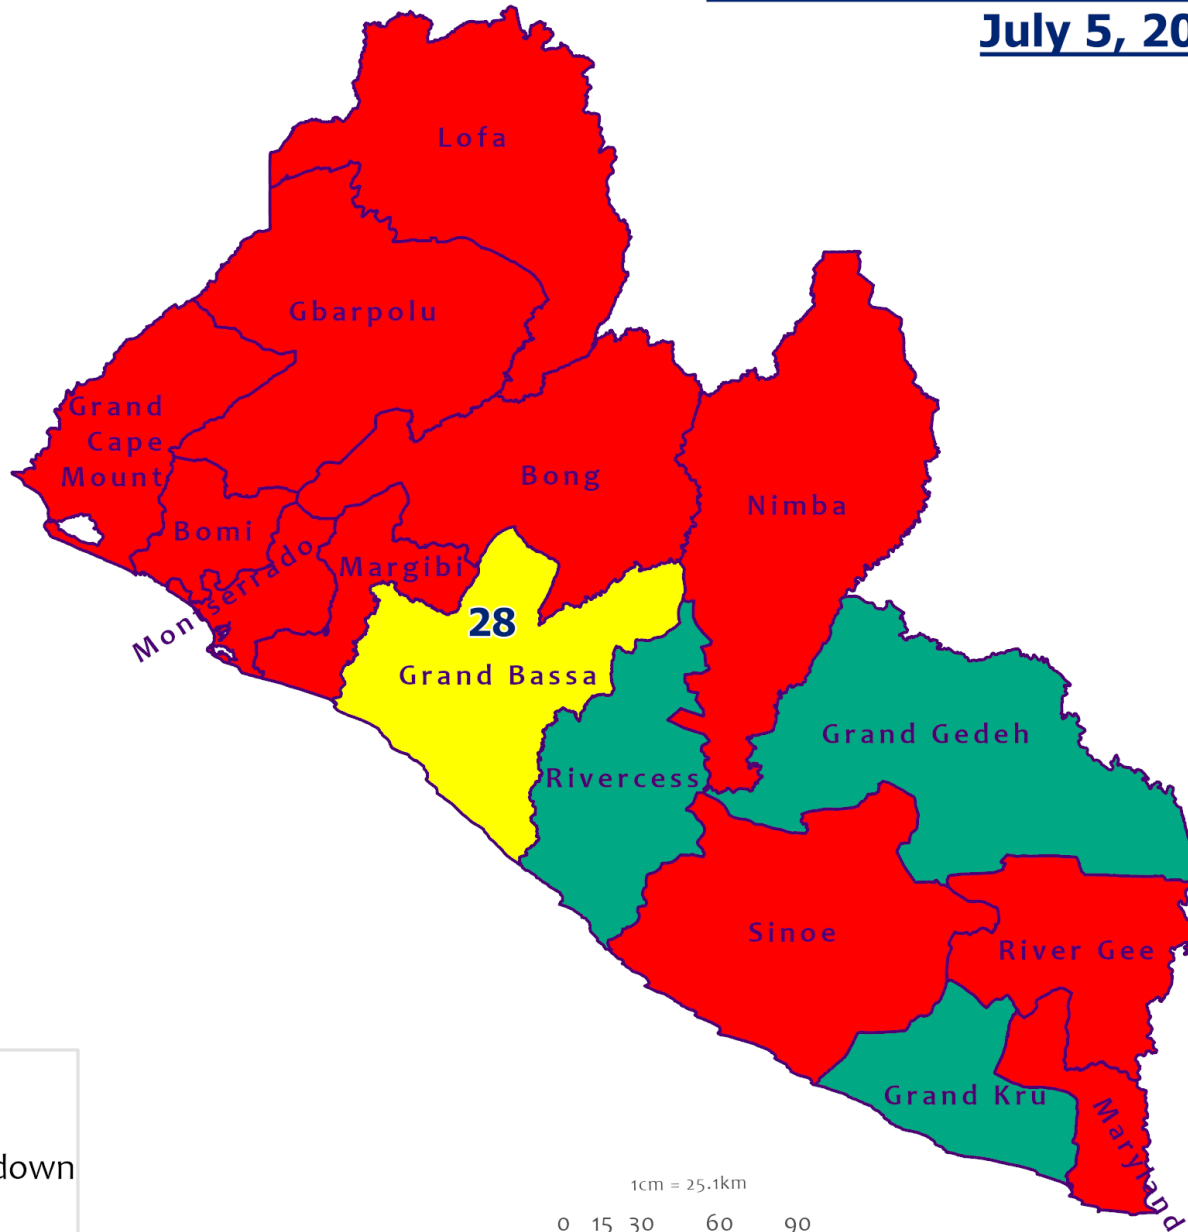 July 5, 20
Lofa
Gbarpolu
Grand
Cape
Mount
Bong
Nimba
Bomi
Montserrado
Margibi
28
Grand Bassa
Grand Gedeh
Rivercess
Sinoe
River Gee
Grand Kru
Maryland
down
1cm = 25.1km
0 15 30 60 90